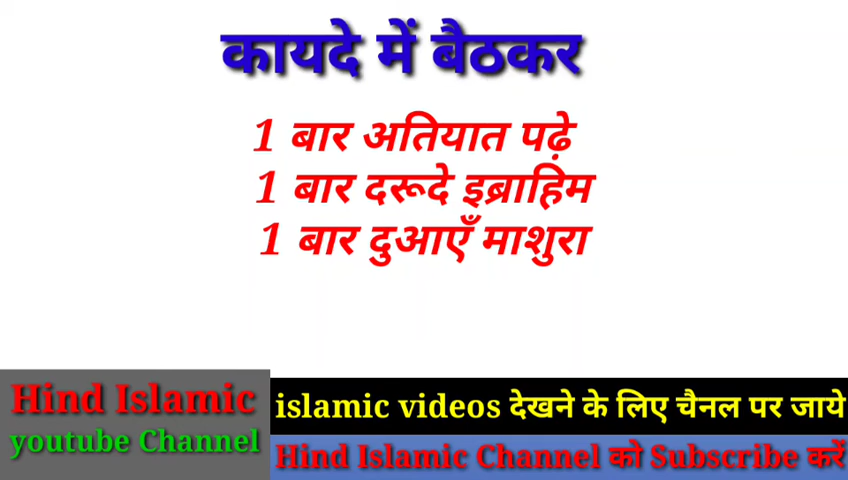 कायदे में बैठकर
1 बार अतियात पढ़े
1 बार दरूदे इब्राहिम
1 बार दुआएँ माशुरा
Hind Islamic
youtube Channel
islamic videos देखने के लिए चैनल पर जाये
Hind Islamic Channel को Subscribe करें